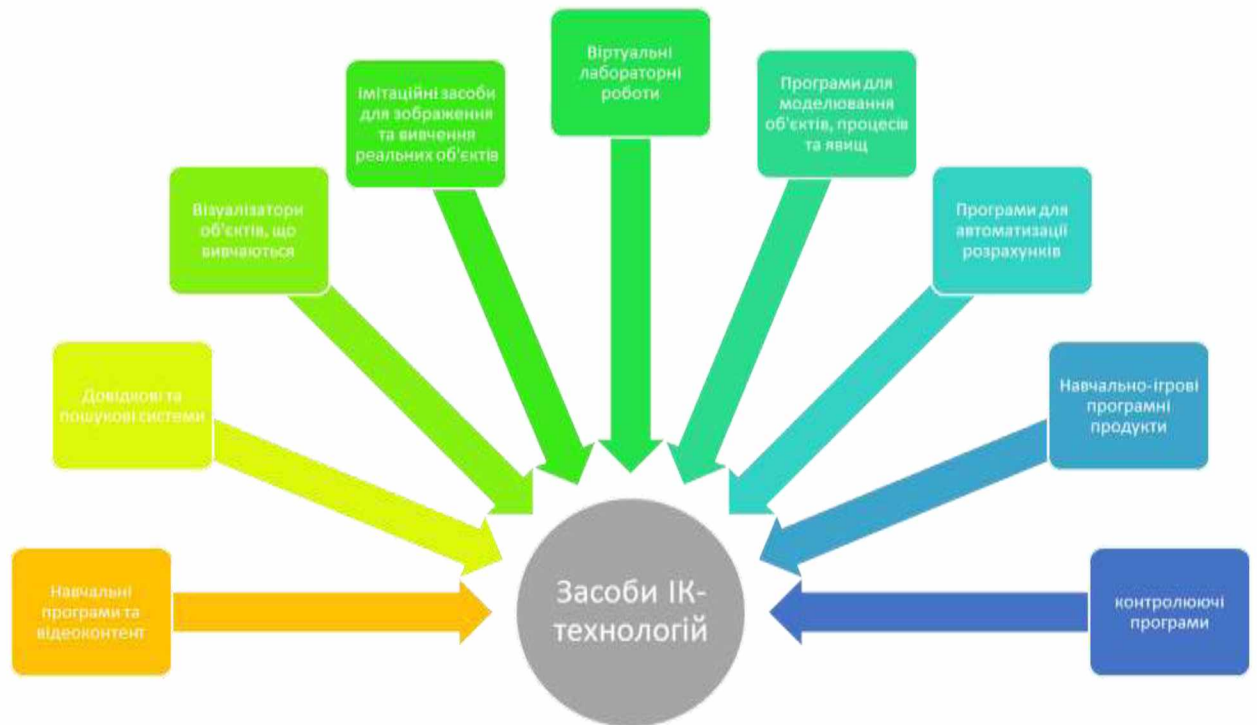 Віртуальні
лабораторні
роботи
імітаційні засоби
для зображення
та вивчення
реальних об'єктів
Програми для
моделювання
об'єктів, процесів
та явищ
Візуалізатори
об'єктів, що
вивчаються
Програми для
автоматизації
розрахунків
Довідкові та
пошукові системи
Навчально-ігрові
програмні
продукти
Навчальні
програми та
відеоконтент
Засоби ІК-
технологій
контролюючі
програми